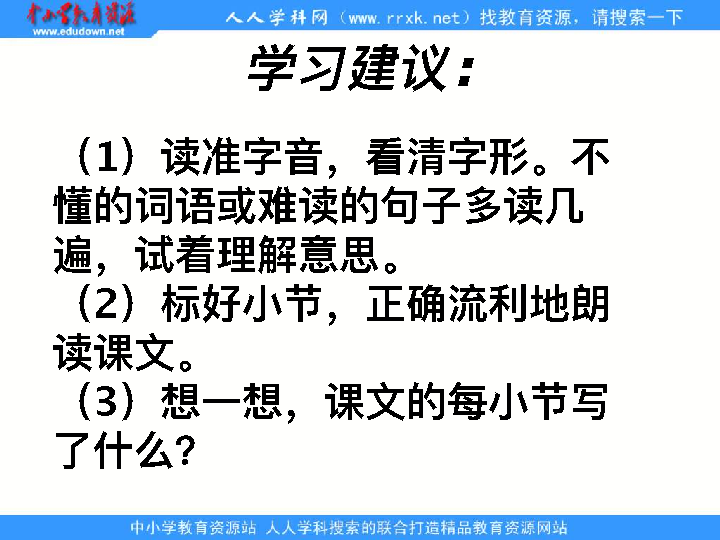 中小学教育资源
www.edudown.net
人人学科网（www.rrxk.net）找教育资源，请搜索一下
学习建议：
（1）读准字音，看清字形。不
懂的词语或难读的句子多读几
遍，试着理解意思。
（2）标好小节，正确流利地朗
读课文。
（3）想一想，课文的每小节写
了什么？
中小学教育资源站 人人学科搜索的联合打造精品教育资源网站